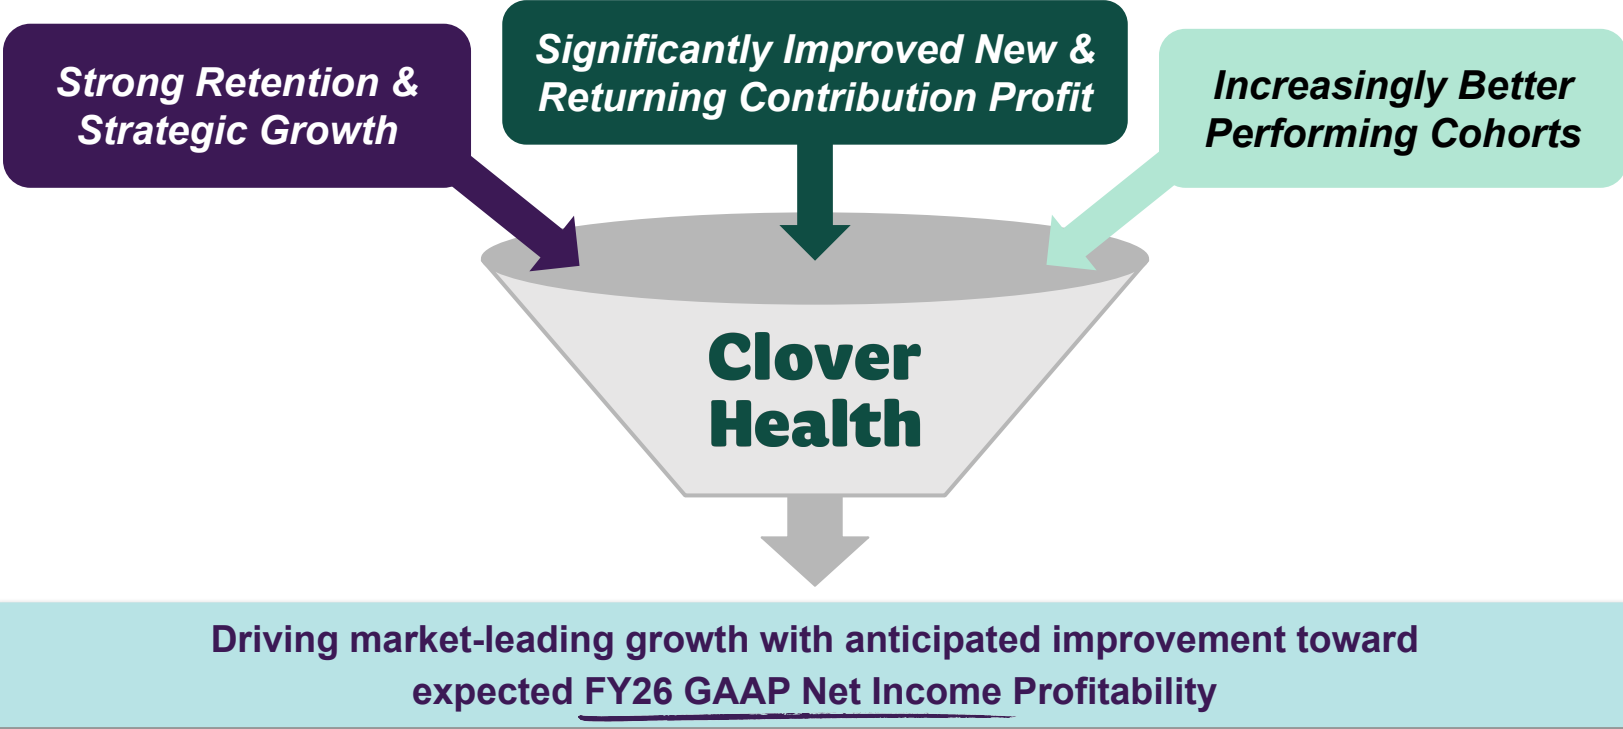 Strong Retention &
Strategic Growth
Significantly Improved New &
Returning Contribution Profit
Increasingly Better
Performing Cohorts
Clover
Health
Driving market-leading growth with anticipated improvement toward
expected FY26 GAAP Net Income Profitability